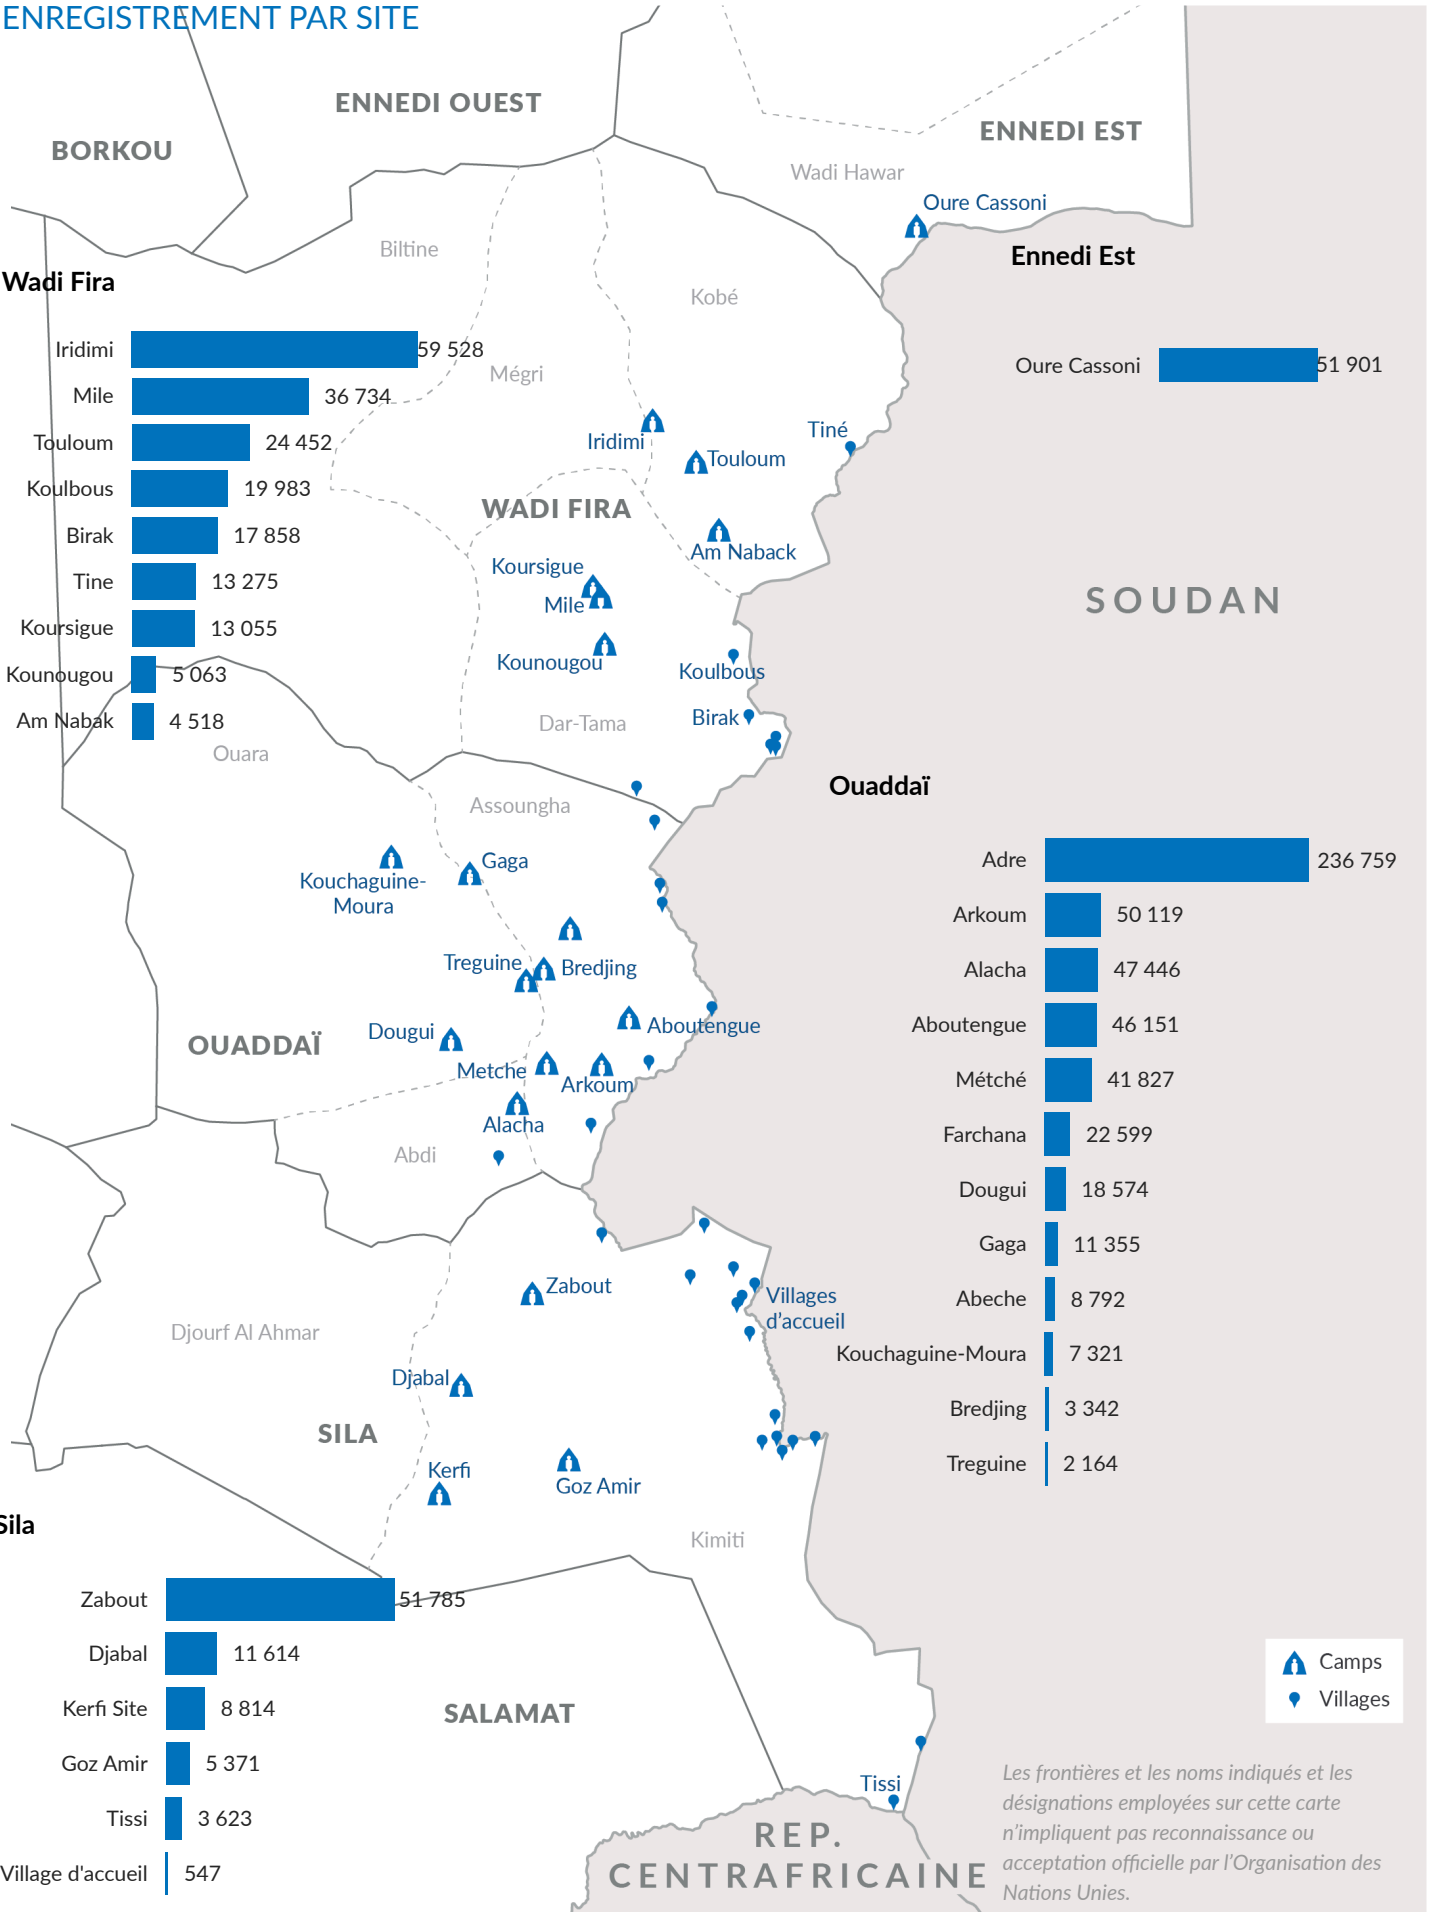 ENREGISTREMENT PAR SITE
ENNEDI OUEST
BORKOU
ENNEDI EST
Wadi Hawar
Oure Cassoni
Biltine
Kobé
Mégri
Iridimi
Touloum
Tiné
WADI FIRA
Am Naback
Koursigue
Mile
Kounougou
Koulbous
Birak
Dar-Tama
SOUDAN
Wadi Fira
Iridimi 59 528
Mile 36 734
Touloum 24 452
Koulbous 19 983
Birak 17 858
Tine 13 275
Koursigue 13 055
Kounougou 5 063
Am Nabak 4 518
Ennedi Est
Oure Cassoni 51 901
Ouara
Assoungha
Gaga
Kouchaguine-
Moura
Treguine
Bredjing
Aboutengue
OUADDAÏ
Dougui
Metche
Arkoum
Alacha
Abdi
Ouaddaï
Adre 236 759
Arkoum 50 119
Alacha 47 446
Aboutengue 46 151
Métché 41 827
Farchana 22 599
Dougui 18 574
Gaga 11 355
Abeche 8 792
Kouchaguine-Moura 7 321
Bredjing 3 342
Treguine 2 164
Zabout
Villages
d’accueil
Djourf Al Ahmar
Djabal
SILA
Kerfi
Goz Amir
Kimiti
Sila
Zabout 51 785
Djabal 11 614
Kerfi Site 8 814
Goz Amir 5 371
Tissi 3 623
Village d'accueil 547
SALAMAT
Tissi
REP.
CENTRAFRICAINE
Camps
Villages
Les frontières et les noms indiqués et les
désignations employées sur cette carte
n’impliquent pas reconnaissance ou
acceptation officielle par l’Organisation des
Nations Unies.